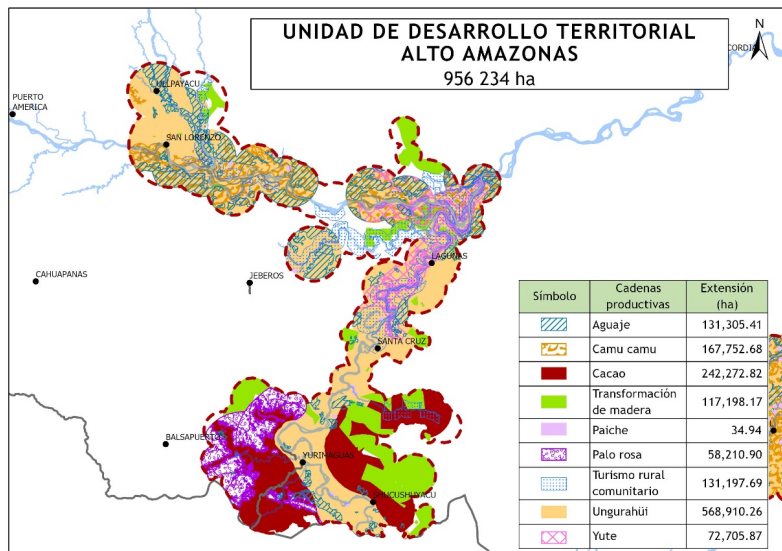 UNIDAD DE DESARROLLO TERRITORIAL
ALTO AMAZONAS
956 234 ha
N
CORDIA
ULLPAYACU
PUERTO
AMERICA
SAN LORENZO
LAGUNAS
CAHUAPANAS
JEBEROS
SANTA CRUZ
BALSAPUERTO
YURIMAGUAS
SHUCUSHUYACU
Símbolo Cadenas productivas Extensión (ha)
Aguaje 131,305.41
Camu camu 167,752.68
Cacao 242,272.82
Transformación de madera 117,198.17
Paiche 34.94
Palo rosa 58,210.90
Turismo rural comunitario 131,197.69
Ungurahüi 568,910.26
Yute 72,705.87